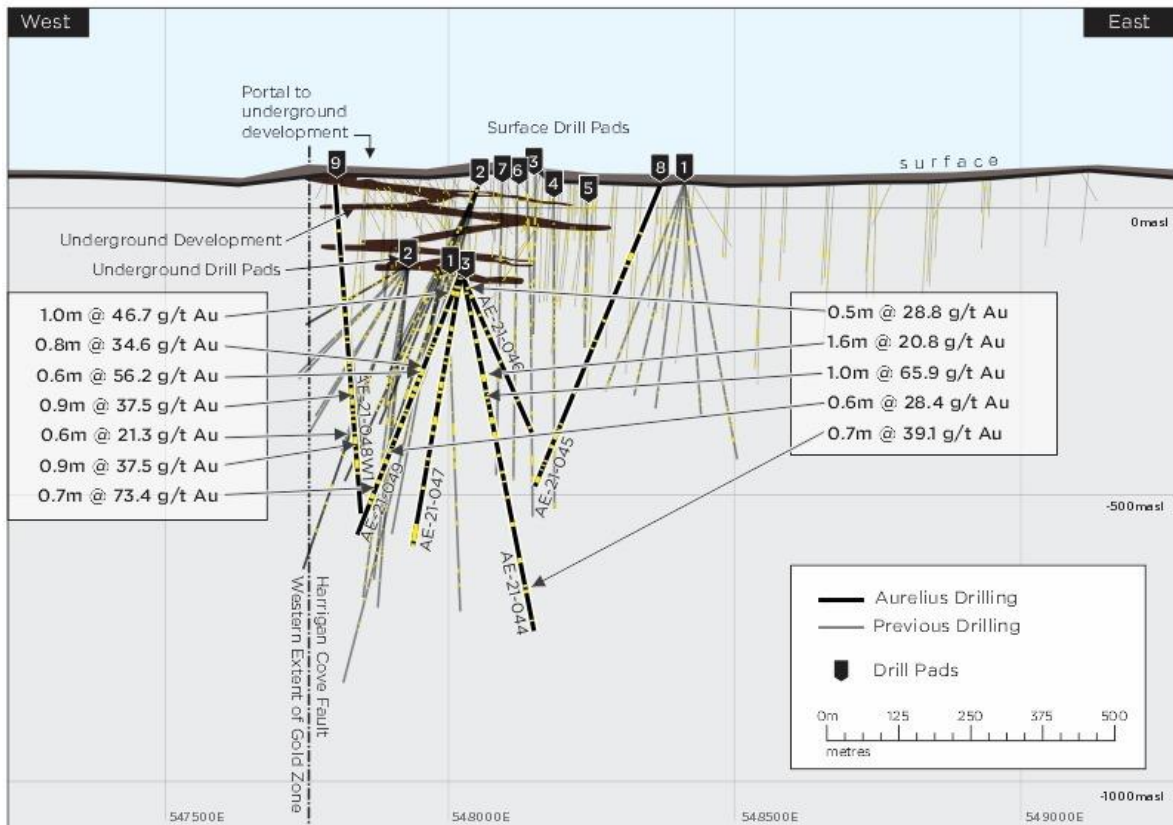 West
East
Portal to
underground
development
Surface Drill Pads
9
2
7
6
3
4
5
8
1
surface
0masl
Underground Development
Underground Drill Pads
2
1
3
1.0m @ 46.7 g/t Au
0.8m @ 34.6 g/t Au
0.6m @ 56.2 g/t Au
0.9m @ 37.5 g/t Au
0.6m @ 21.3 g/t Au
0.9m @ 37.5 g/t Au
0.7m @ 73.4 g/t Au
0.5m @ 28.8 g/t Au
1.6m @ 20.8 g/t Au
1.0m @ 65.9 g/t Au
0.6m @ 28.4 g/t Au
0.7m @ 39.1 g/t Au
AE-21-046
AE-21-048W1
AE-21-049
AE-21-047
AE-21-045
AE-21-044
-500masl
Harrigan Cove Fault
Western Extent of Gold Zone
Aurelius Drilling
Previous Drilling
Drill Pads
0m 125 250 375 500
metres
-1000masl
547500E 548000E 548500E 549000E